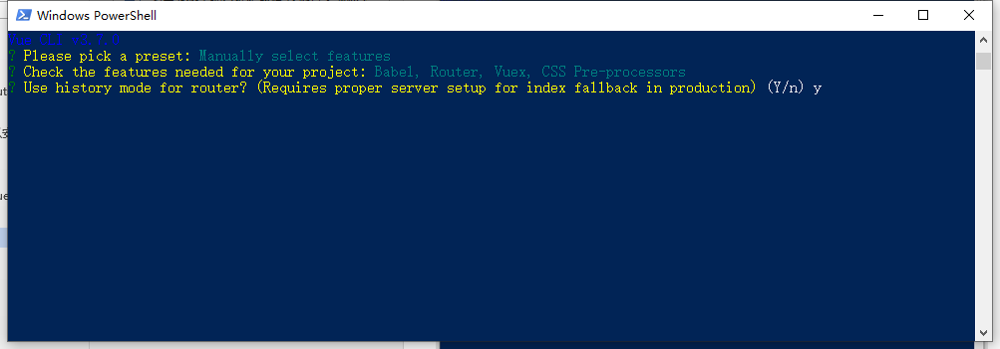 Windows PowerShell
? Please pick a preset: Manually select features
? Check the features needed for your project: Babel, Router, Vuex, CSS Pre-processors
? Use history mode for router? (Requires proper server setup for index fallback in production) (Y/n) y